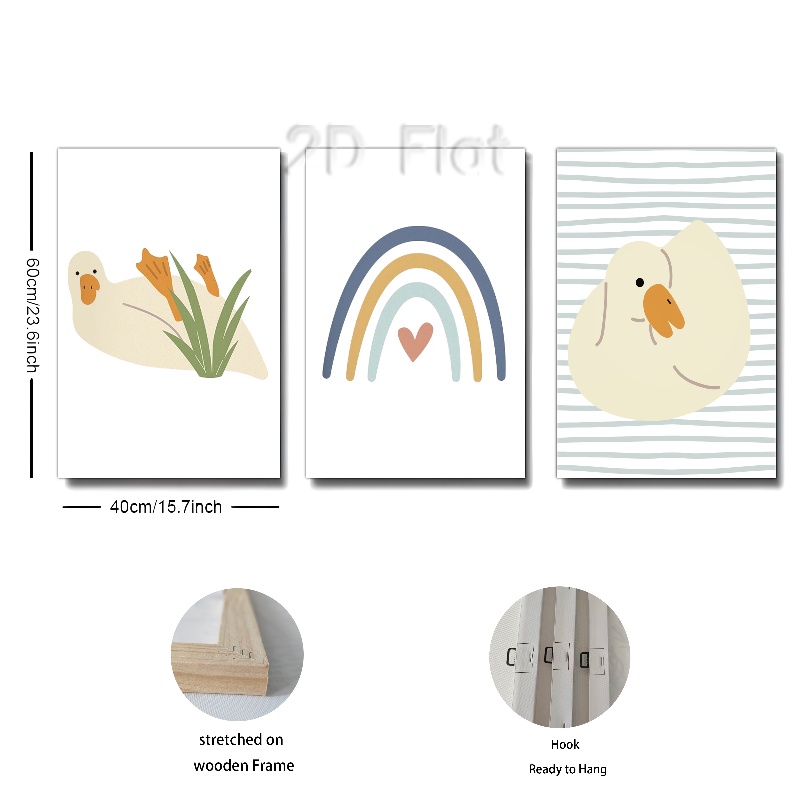 2D Flat
60cm/23.6inch
40cm/15.7inch
stretched on
wooden Frame
Hook
Ready to Hang